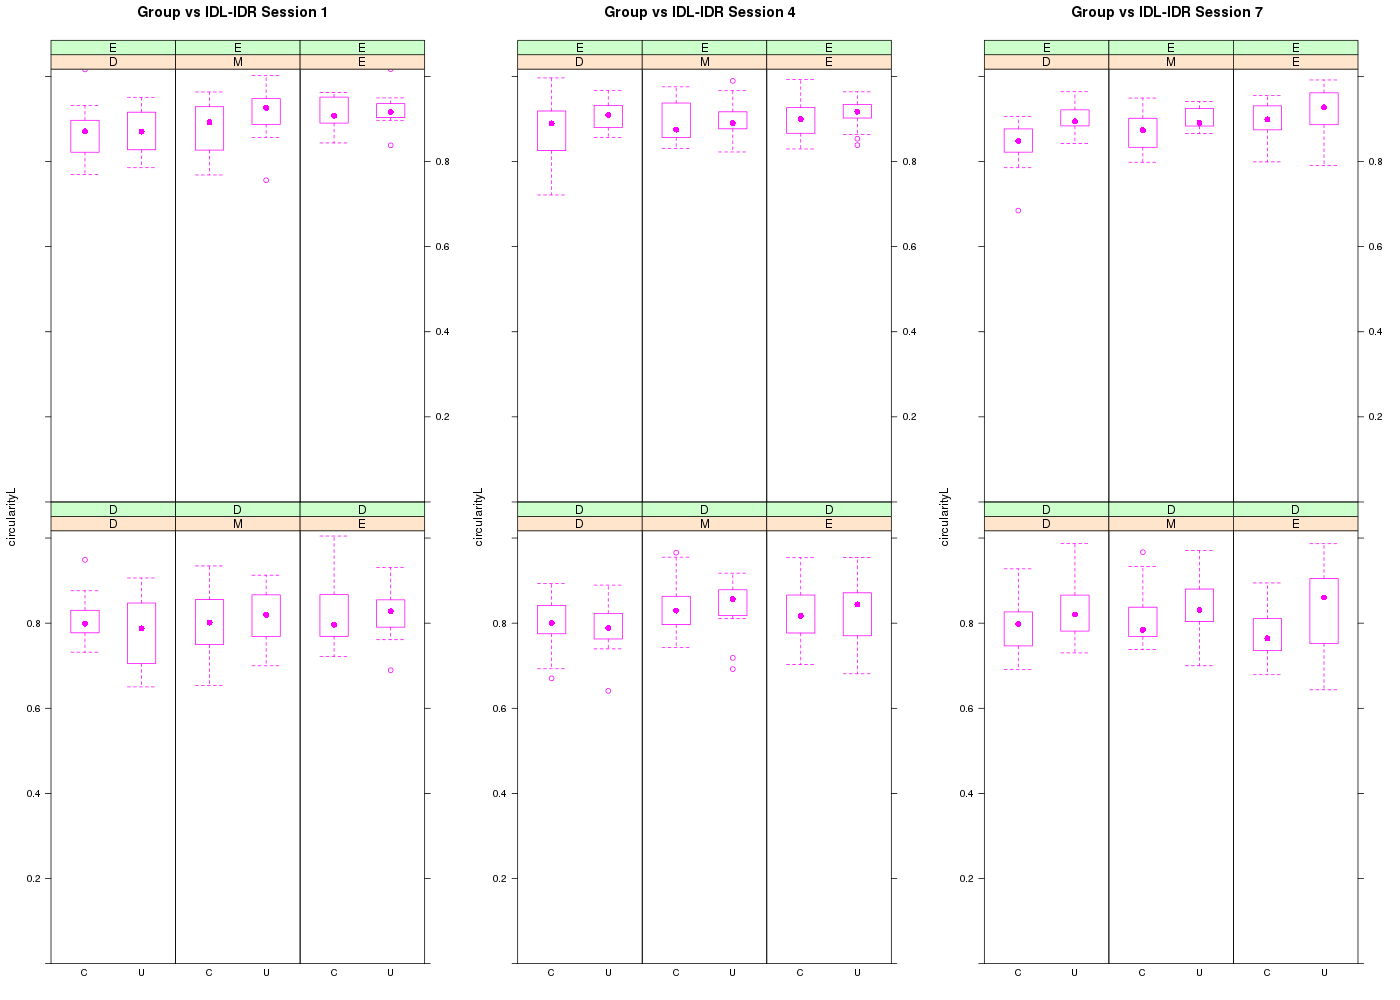 Group vs IDL-IDR Session 1 Group vs IDL-IDR Session 4 Group vs IDL-IDR Session 7
E E E E E E E E E
D M E D M E D M E
0.8 0.8 0.8
0.6 0.6 0.6
0.4 0.4 0.4
0.2 0.2 0.2
circularityL circularityL circularityL
D D D D D D D D D
D M E D M E D M E
0.8 0.8 0.8
0.6 0.6 0.6
0.4 0.4 0.4
0.2 0.2 0.2
C U C U C U C U C U C U C U C U C U